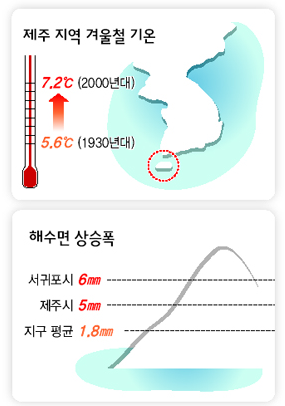 제주 지역 겨울철 기온
7.2℃ (2000년대)
5.6℃ (1930년대)
해수면 상승폭
서귀포시 6mm
제주시 5mm
지구 평균 1.8mm